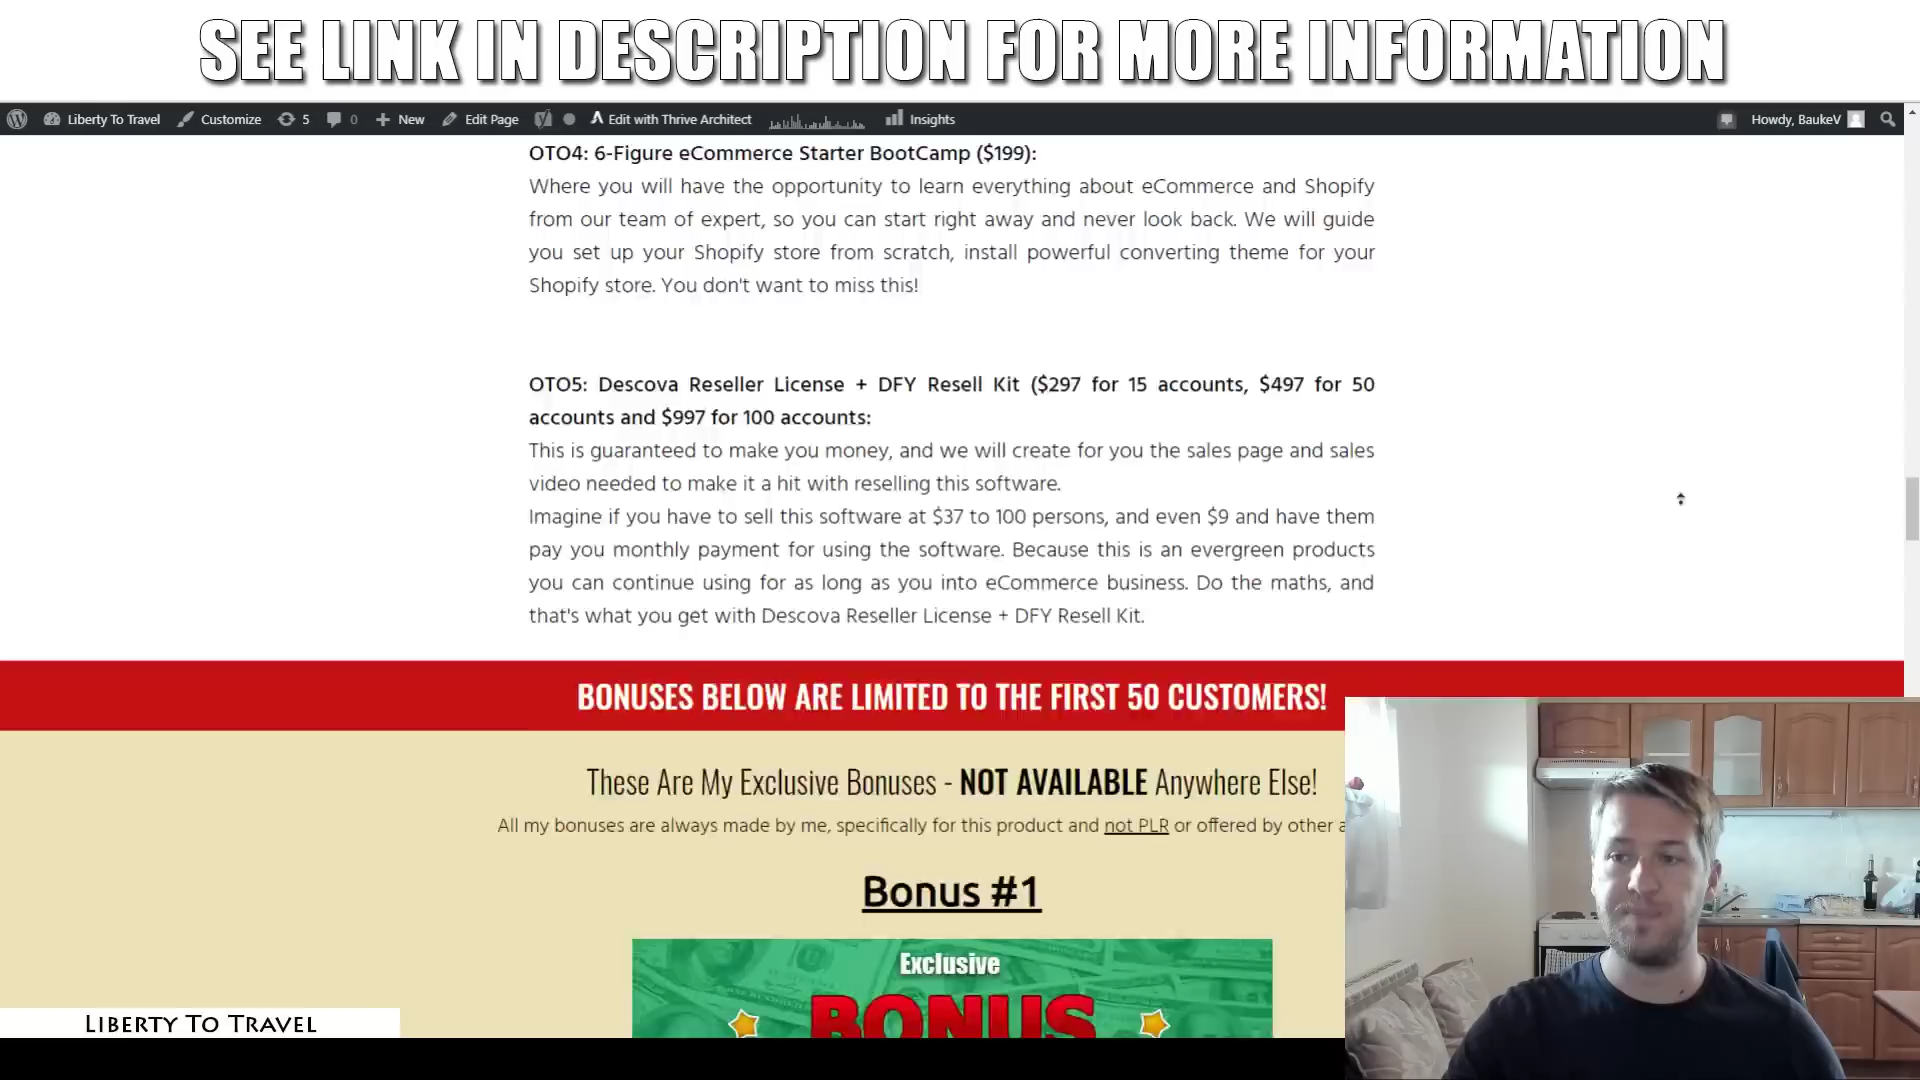 SEE LINK IN DESCRIPTION FOR MORE INFORMATION
Liberty To Travel Customize 5 0 New Edit Page Edit with Thrive Architect Insights Howdy, BaukeV
OTO4: 6-Figure eCommerce Starter BootCamp ($199):
Where you will have the opportunity to learn everything about eCommerce and Shopify
from our team of expert, so you can start right away and never look back. We will guide
you set up your Shopify store from scratch, install powerful converting theme for your
Shopify store. You don't want to miss this!
OTO5: Descova Reseller License + DFY Resell Kit ($297 for 15 accounts, $497 for 50
accounts and $997 for 100 accounts:
This is guaranteed to make you money, and we will create for you the sales page and sales
video needed to make it a hit with reselling this software.
Imagine if you have to sell this software at $37 to 100 persons, and even $9 and have them
pay you monthly payment for using the software. Because this is an evergreen products
you can continue using for as long as you into eCommerce business. Do the maths, and
that's what you get with Descova Reseller License + DFY Resell Kit.
BONUSES BELOW ARE LIMITED TO THE FIRST 50 CUSTOMERS!
These Are My Exclusive Bonuses - NOT AVAILABLE Anywhere Else!
All my bonuses are always made by me, specifically for this product and not PLR or offered by other a
Bonus #1
Exclusive
BONUS
LIBERTY TO TRAVEL